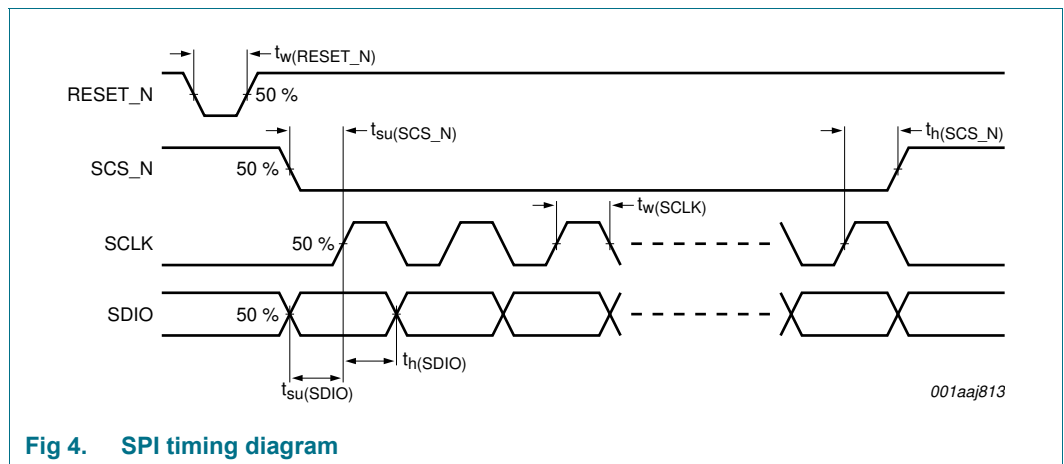 tw(RESET_N)
RESET_N
50 %
tsu(SCS_N)
th(SCS_N)
SCS_N
50 %
tw(SCLK)
SCLK
50 %
SDIO
50 %
th(SDIO)
tsu(SDIO)
001aaj813
Fig 4. SPI timing diagram